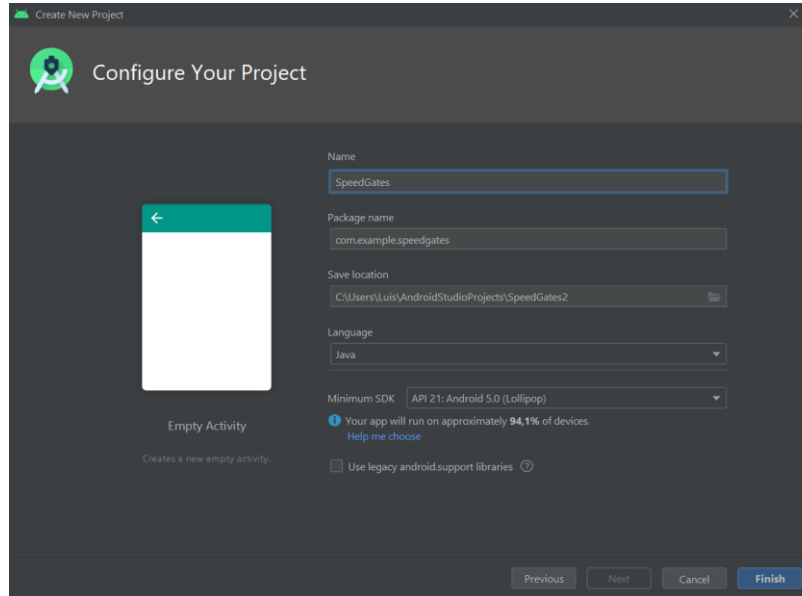 Create New Project
Configure Your Project
Name
SpeedGates
Package name
com.example.speedgates
Save location
C:\Users\Luis\AndroidStudioProjects\SpeedGates2
Language
Java
Minimum SDK API 21: Android 5.0 (Lollipop)
Your app will run on approximately 94,1% of devices.
Help me choose
Use legacy android.support libraries
Empty Activity
Creates a new empty activity.
Previous Next Cancel Finish